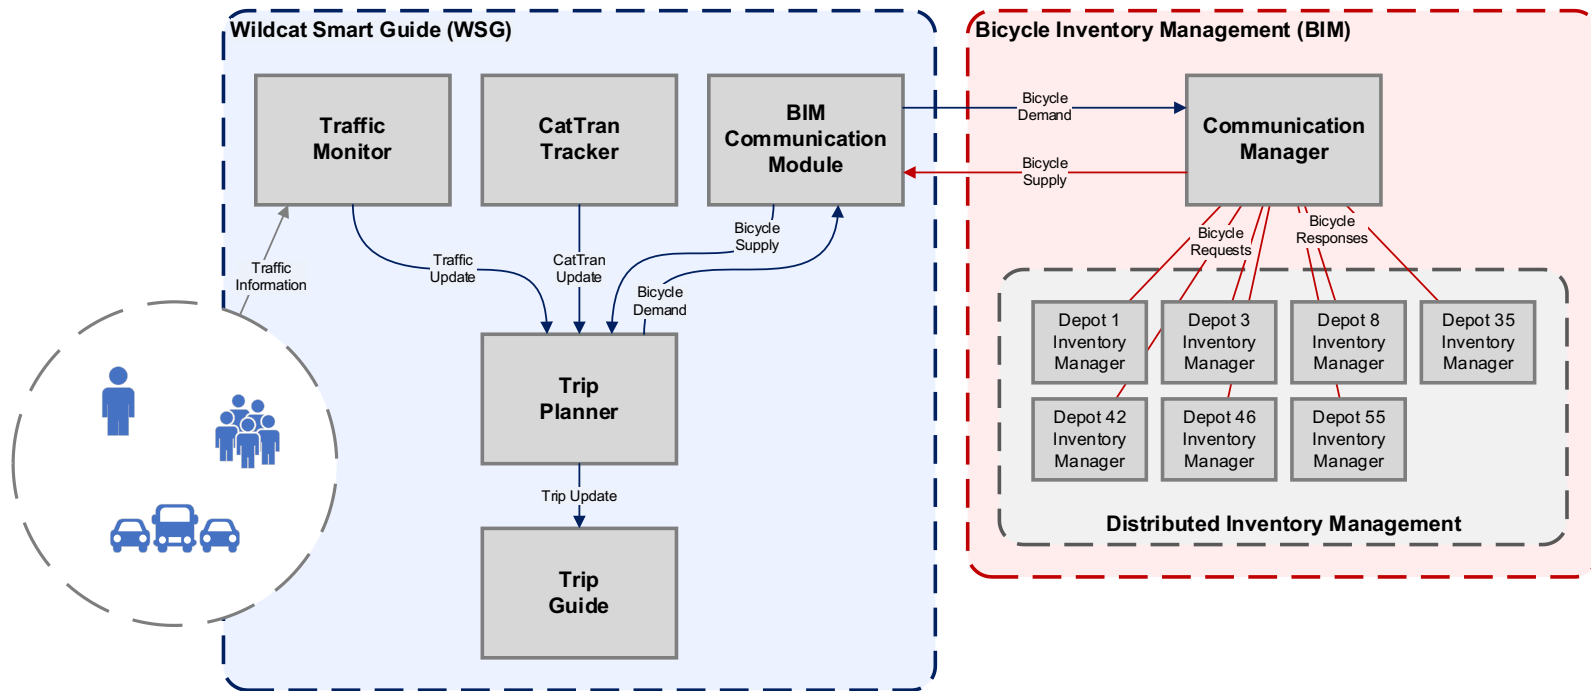 Wildcat Smart Guide (WSG)
Bicycle Inventory Management (BIM)
Traffic
Monitor
CatTran
Tracker
BIM
Communication
Module
Bicycle
Demand
Bicycle
Supply
Communication
Manager
Traffic
Information
Traffic
Update
CatTran
Update
Bicycle
Supply
Bicycle
Demand
Bicycle
Requests
Bicycle
Responses
Trip
Planner
Trip Update
Trip
Guide
Depot 1
Inventory
Manager
Depot 3
Inventory
Manager
Depot 8
Inventory
Manager
Depot 35
Inventory
Manager
Depot 42
Inventory
Manager
Depot 46
Inventory
Manager
Depot 55
Inventory
Manager
Distributed Inventory Management